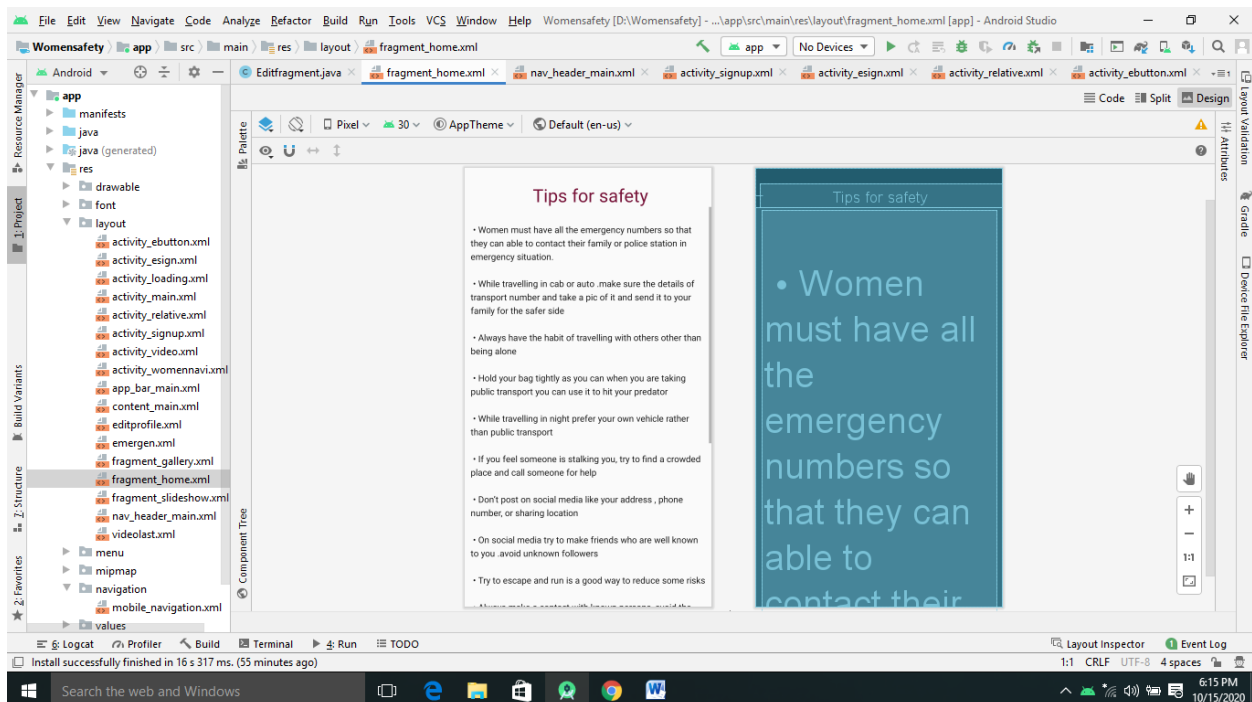 File Edit View Navigate Code Analyze Refactor Build Run Tools VCS Window Help Womensafety [D:\Womensafety] - ...\app\src\main\res\layout\fragment_home.xml [app] - Android Studio
Womensafety app src main res layout fragment_home.xml app No Devices
Android Editfragment.java fragment_home.xml nav_header_main.xml activity_signup.xml activity_esign.xml activity_relative.xml activity_ebutton.xml
Code Split Design
Pixel 30 AppTheme Default (en-us)
Resource Manager
1: Project
Build Variants
7: Structure
2: Favorites
app
manifests
java
java (generated)
res
drawable
font
layout
activity_ebutton.xml
activity_esign.xml
activity_loading.xml
activity_main.xml
activity_relative.xml
activity_signup.xml
activity_video.xml
activity_womennavi.xml
app_bar_main.xml
content_main.xml
editprofile.xml
emergen.xml
fragment_gallery.xml
fragment_home.xml
fragment_slideshow.xml
nav_header_main.xml
videolast.xml
menu
mipmap
navigation
mobile_navigation.xml
values
Palette
Component Tree
Tips for safety
• Women must have all the emergency numbers so that
they can able to contact their family or police station in
emergency situation.
• While travelling in cab or auto .make sure the details of
transport number and take a pic of it and send it to your
family for the safer side
• Always have the habit of travelling with others other than
being alone
• Hold your bag tightly as you can when you are taking
public transport you can use it to hit your predator
• While travelling in night prefer your own vehicle rather
than public transport
• If you feel someone is stalking you, try to find a crowded
place and call someone for help
• Don't post on social media like your address , phone
number, or sharing location
• On social media try to make friends who are well known
to you .avoid unknown followers
• Try to escape and run is a good way to reduce some risks
• Always make a contact with known persons, avoid the
Tips for safety
• Women
must have all
the
emergency
numbers so
that they can
able to
contact their
1:1
Attributes
Layout Validation
Gradle
Device File Explorer
6: Logcat Profiler Build Terminal 4: Run TODO Layout Inspector 1 Event Log
Install successfully finished in 16 s 317 ms. (55 minutes ago) 1:1 CRLF UTF-8 4 spaces
Search the web and Windows
6:15 PM
10/15/2020